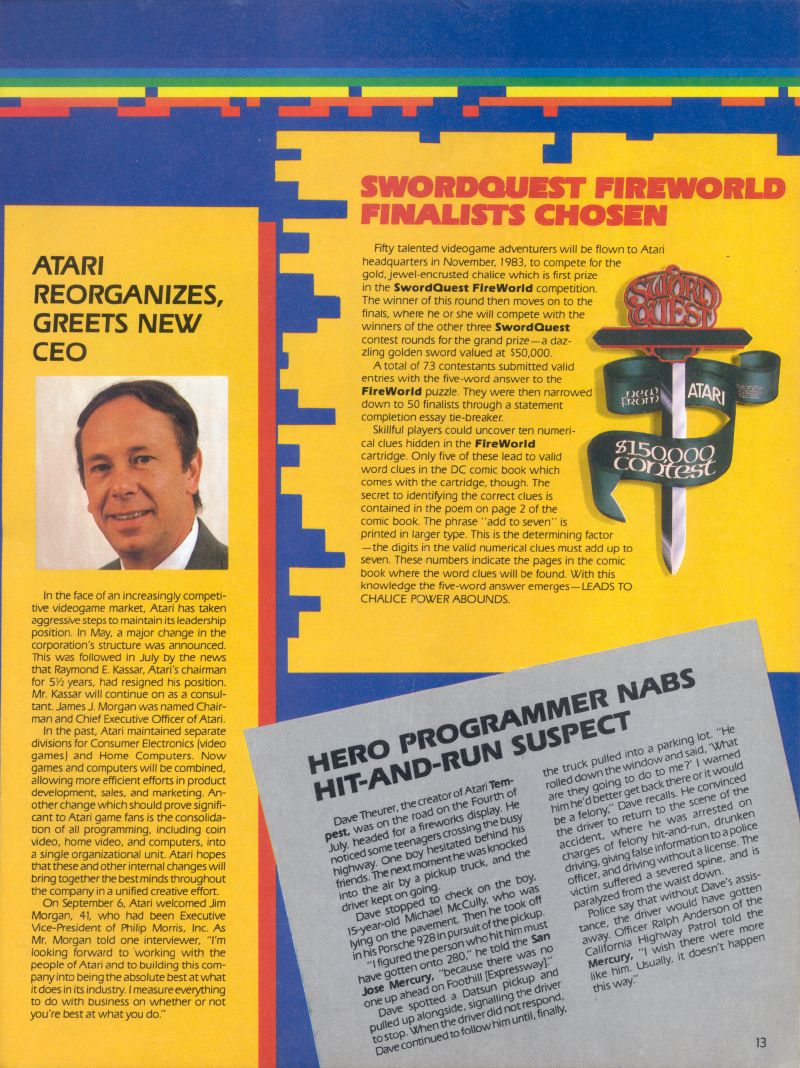 ATARI
REORGANIZES,
GREETS NEW
CEO
In the face of an increasingly competi-
tive videogame market, Atari has taken
aggressive steps to maintain its leadership
position. In May, a major change in the
corporation's structure was announced.
This was followed in July by the news
that Raymond E. Kassar, Atari's chairman
for 5½ years, had resigned his position.
Mr. Kassar will continue on as a consul-
tant. James J. Morgan was named Chair-
man and Chief Executive Officer of Atari.
In the past, Atari maintained separate
divisions for Consumer Electronics (video
games) and Home Computers. Now
games and computers will be combined,
allowing more efficient efforts in product
development, sales, and marketing. An-
other change which should prove signifi-
cant to Atari game fans is the consolida-
tion of all programming, including coin
video, home video, and computers, into
a single organizational unit. Atari hopes
that these and other internal changes will
bring together the best minds throughout
the company in a unified creative effort.
On September 6, Atari welcomed Jim
Morgan, 41, who had been Executive
Vice-President of Philip Morris, Inc. As
Mr. Morgan told one interviewer, "I'm
looking forward to working with the
people of Atari and to building this com-
pany into being the absolute best at what
it does in its industry. I measure everything
to do with business on whether or not
you're best at what you do."
SWORDQUEST FIREWORLD
FINALISTS CHOSEN
Fifty talented videogame adventurers will be flown to Atari
headquarters in November, 1983, to compete for the
gold, jewel-encrusted chalice which is first prize
in the SwordQuest FireWorld competition.
The winner of this round then moves on to the
finals, where he or she will compete with the
winners of the other three SwordQuest
contest rounds for the grand prize—a daz-
zling golden sword valued at $50,000.
A total of 73 contestants submitted valid
entries with the five-word answer to the
FireWorld puzzle. They were then narrowed
down to 50 finalists through a statement
completion essay tie-breaker.
Skillful players could uncover ten numeri-
cal clues hidden in the FireWorld
cartridge. Only five of these lead to valid
word clues in the DC comic book which
comes with the cartridge, though. The
secret to identifying the correct clues is
contained in the poem on page 2 of the
comic book. The phrase "add to seven" is
printed in larger type. This is the determining factor
—the digits in the valid numerical clues must add up to
seven. These numbers indicate the pages in the comic
book where the word clues will be found. With this
knowledge the five-word answer emerges—LEADS TO
CHALICE POWER ABOUNDS.
SWORD
QUEST
new
from
ATARI
$150,000
contest
HERO PROGRAMMER NABS
HIT-AND-RUN SUSPECT
Dave Theurer, the creator of Atari Tem-
pest, was on the road on the Fourth of
July, headed for a fireworks display. He
noticed some teenagers crossing the busy
highway. One boy hesitated behind his
friends. The next moment he was knocked
into the air by a pickup truck, and the
driver kept on going.
Dave stopped to check on the boy,
15-year-old Michael McCully, who was
lying on the pavement. Then he took off
in his Porsche 928 in pursuit of the pickup.
"I figured the person who hit him must
have gotten onto 280," he told the San
Jose Mercury, "because there was no
one up ahead on Foothill [Expressway]."
Dave spotted a Datsun pickup and
pulled up alongside, signalling the driver
to stop. When the driver did not respond,
Dave continued to follow him until, finally,
the truck pulled into a parking lot. "He
rolled down the window and said, 'What
are they going to do to me?' I warned
him he'd better get back there or it would
be a felony," Dave recalls. He convinced
the driver to return to the scene of the
accident, where he was arrested on
charges of felony hit-and-run, drunken
driving, giving false information to a police
officer, and driving without a license. The
victim suffered a severed spine, and is
paralyzed from the waist down.
Police say that without Dave's assis-
tance, the driver would have gotten
away. Officer Ralph Anderson of the
California Highway Patrol told the
Mercury, "I wish there were more
like him. Usually, it doesn't happen
this way."
13